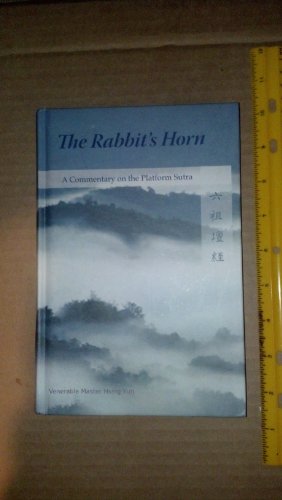 The Rabbit's Horn
A Commentary on the Platform Sutra
六祖壇經
Venerable Master Hsing Yun